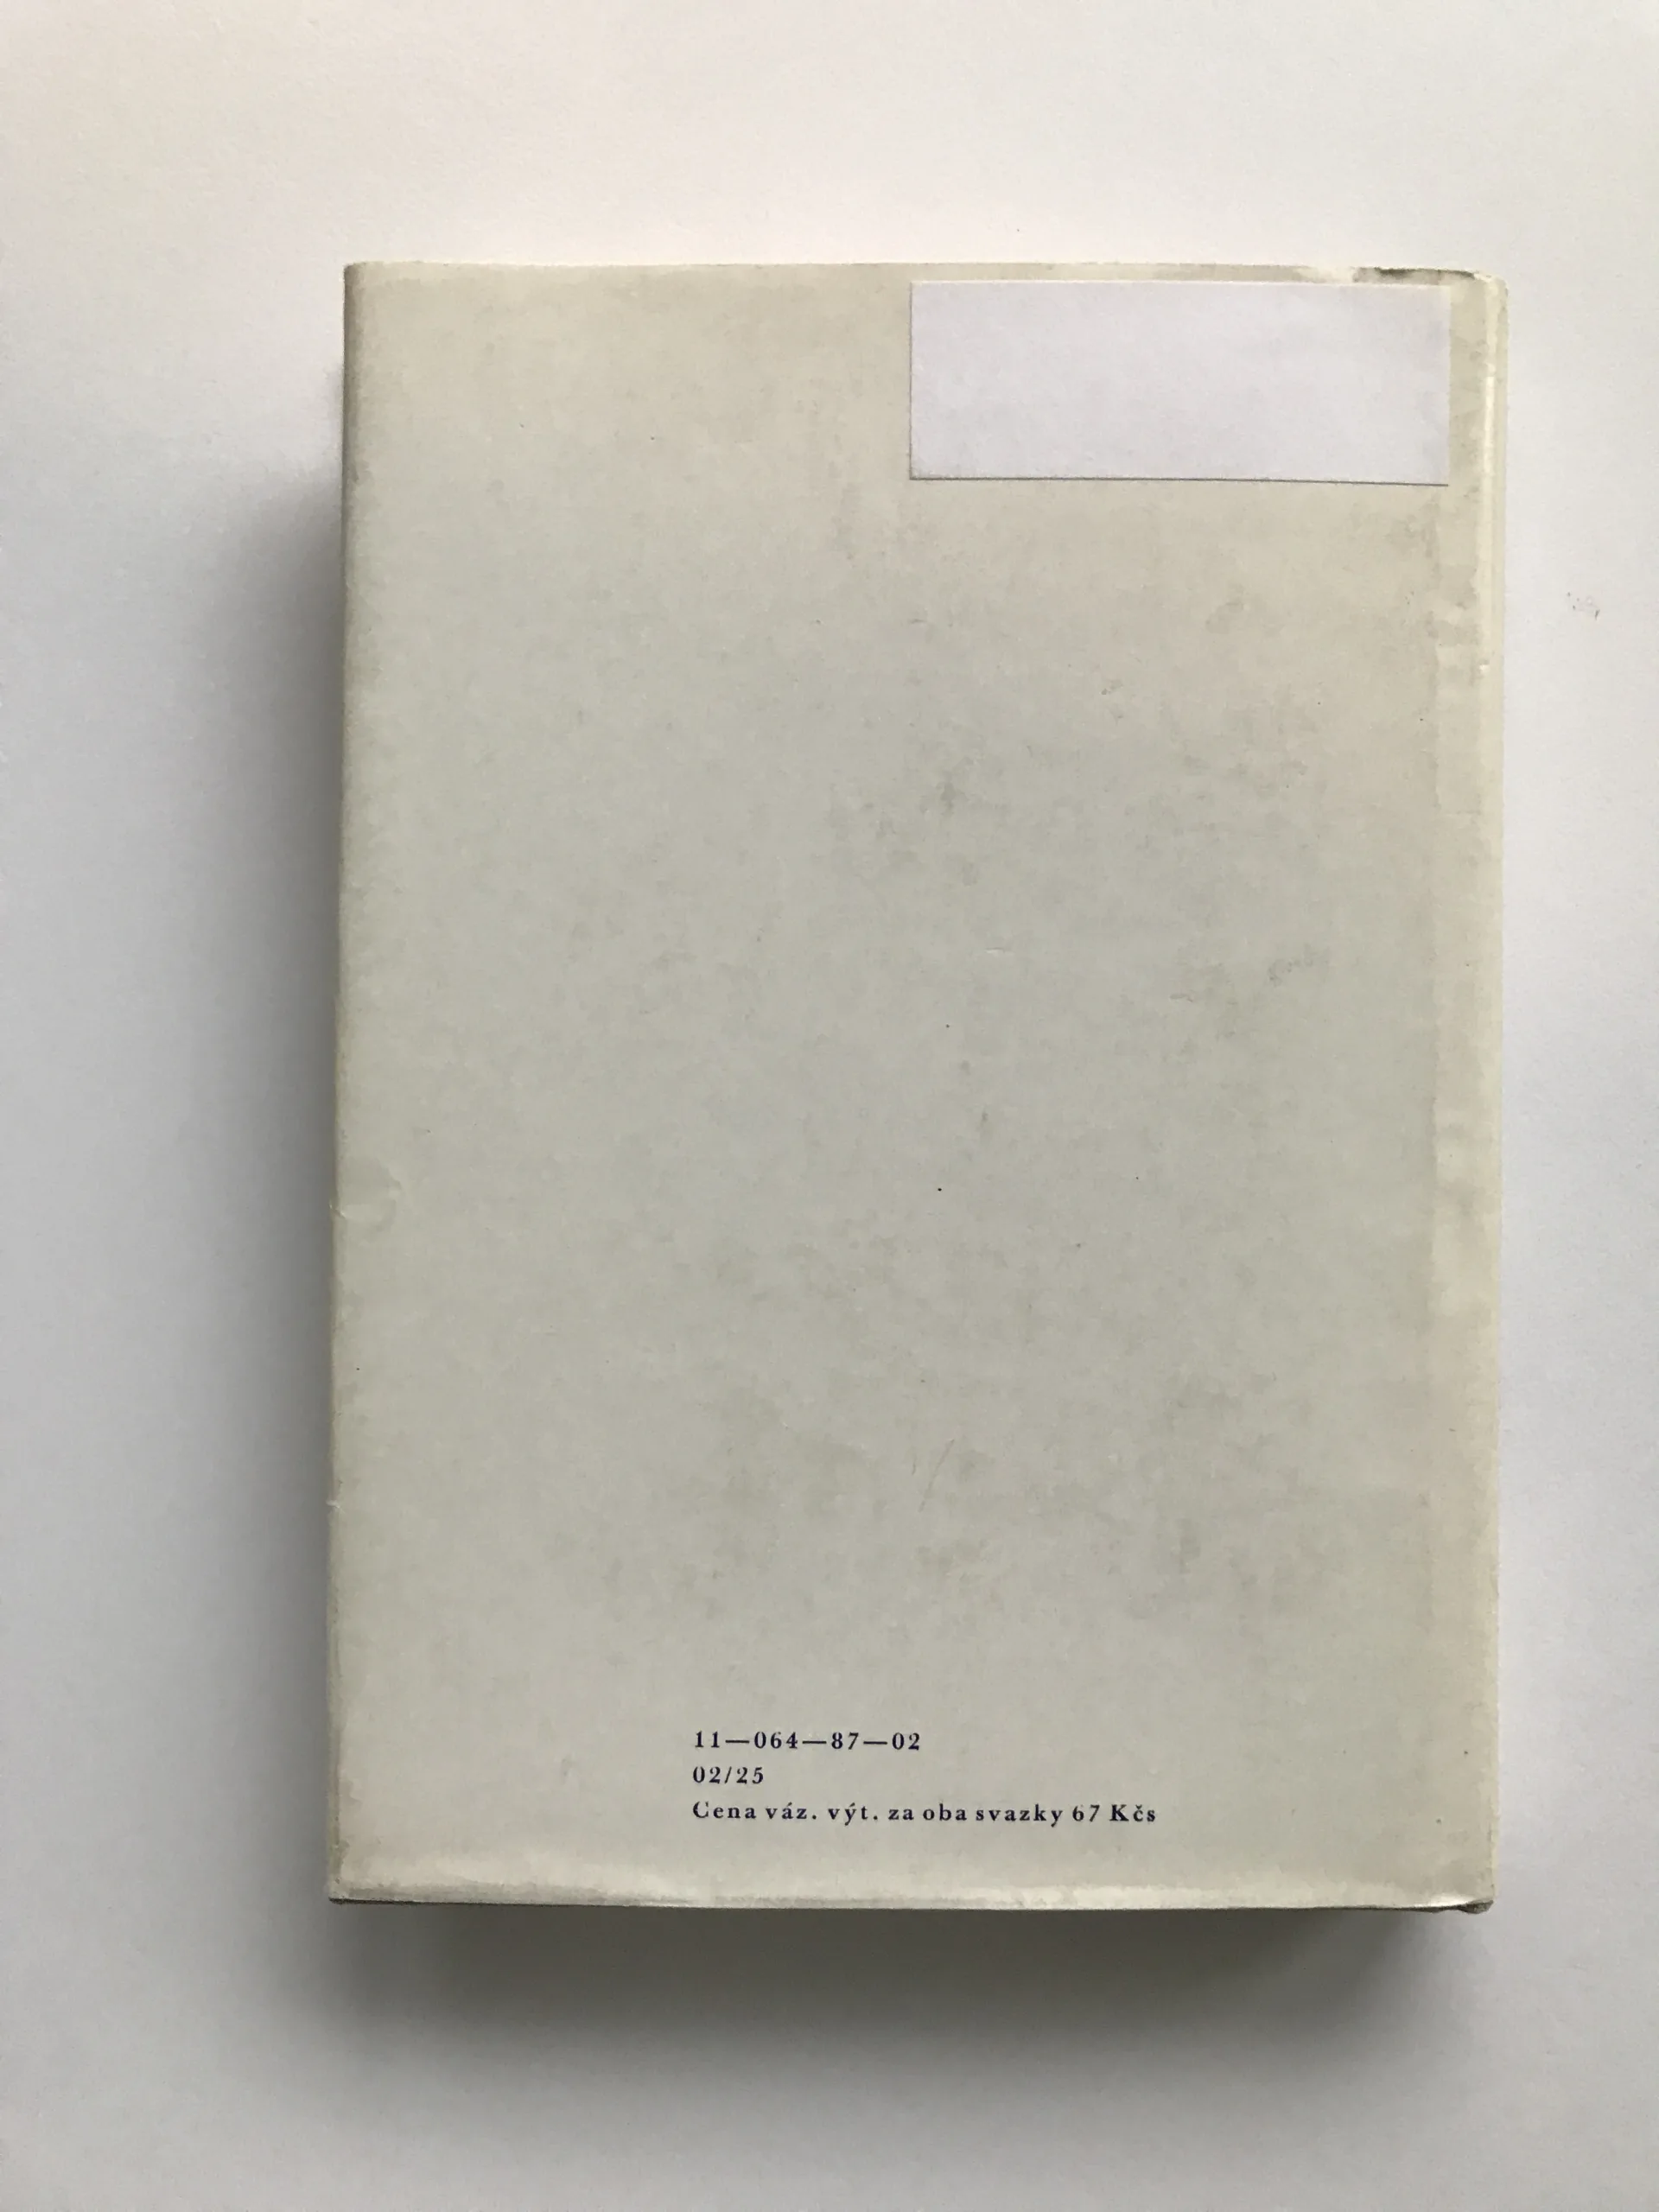 11—064—87—02
02/25
Cena váz. výt. za oba svazky 67 Kčs